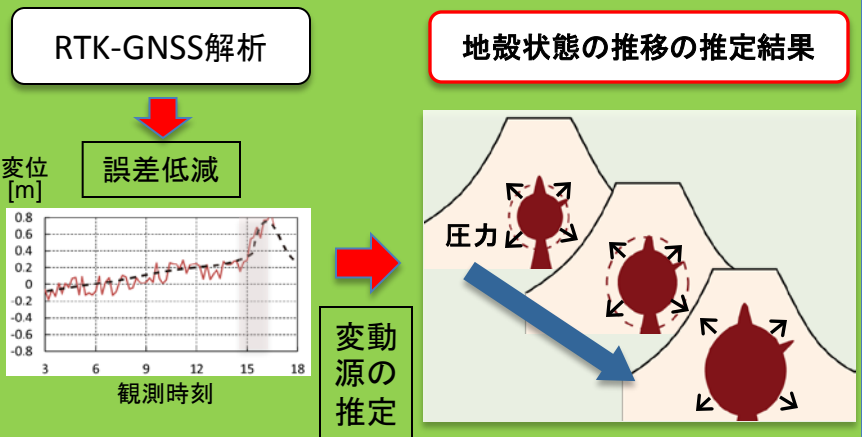 RTK-GNSS解析
誤差低減
変位
[m]
0.8
0.6
0.4
0.2
0
-0.2
-0.4
-0.6
-0.8
3 6 9 12 15 18
観測時刻
変動
源の
推定
地殻状態の推移の推定結果
圧力